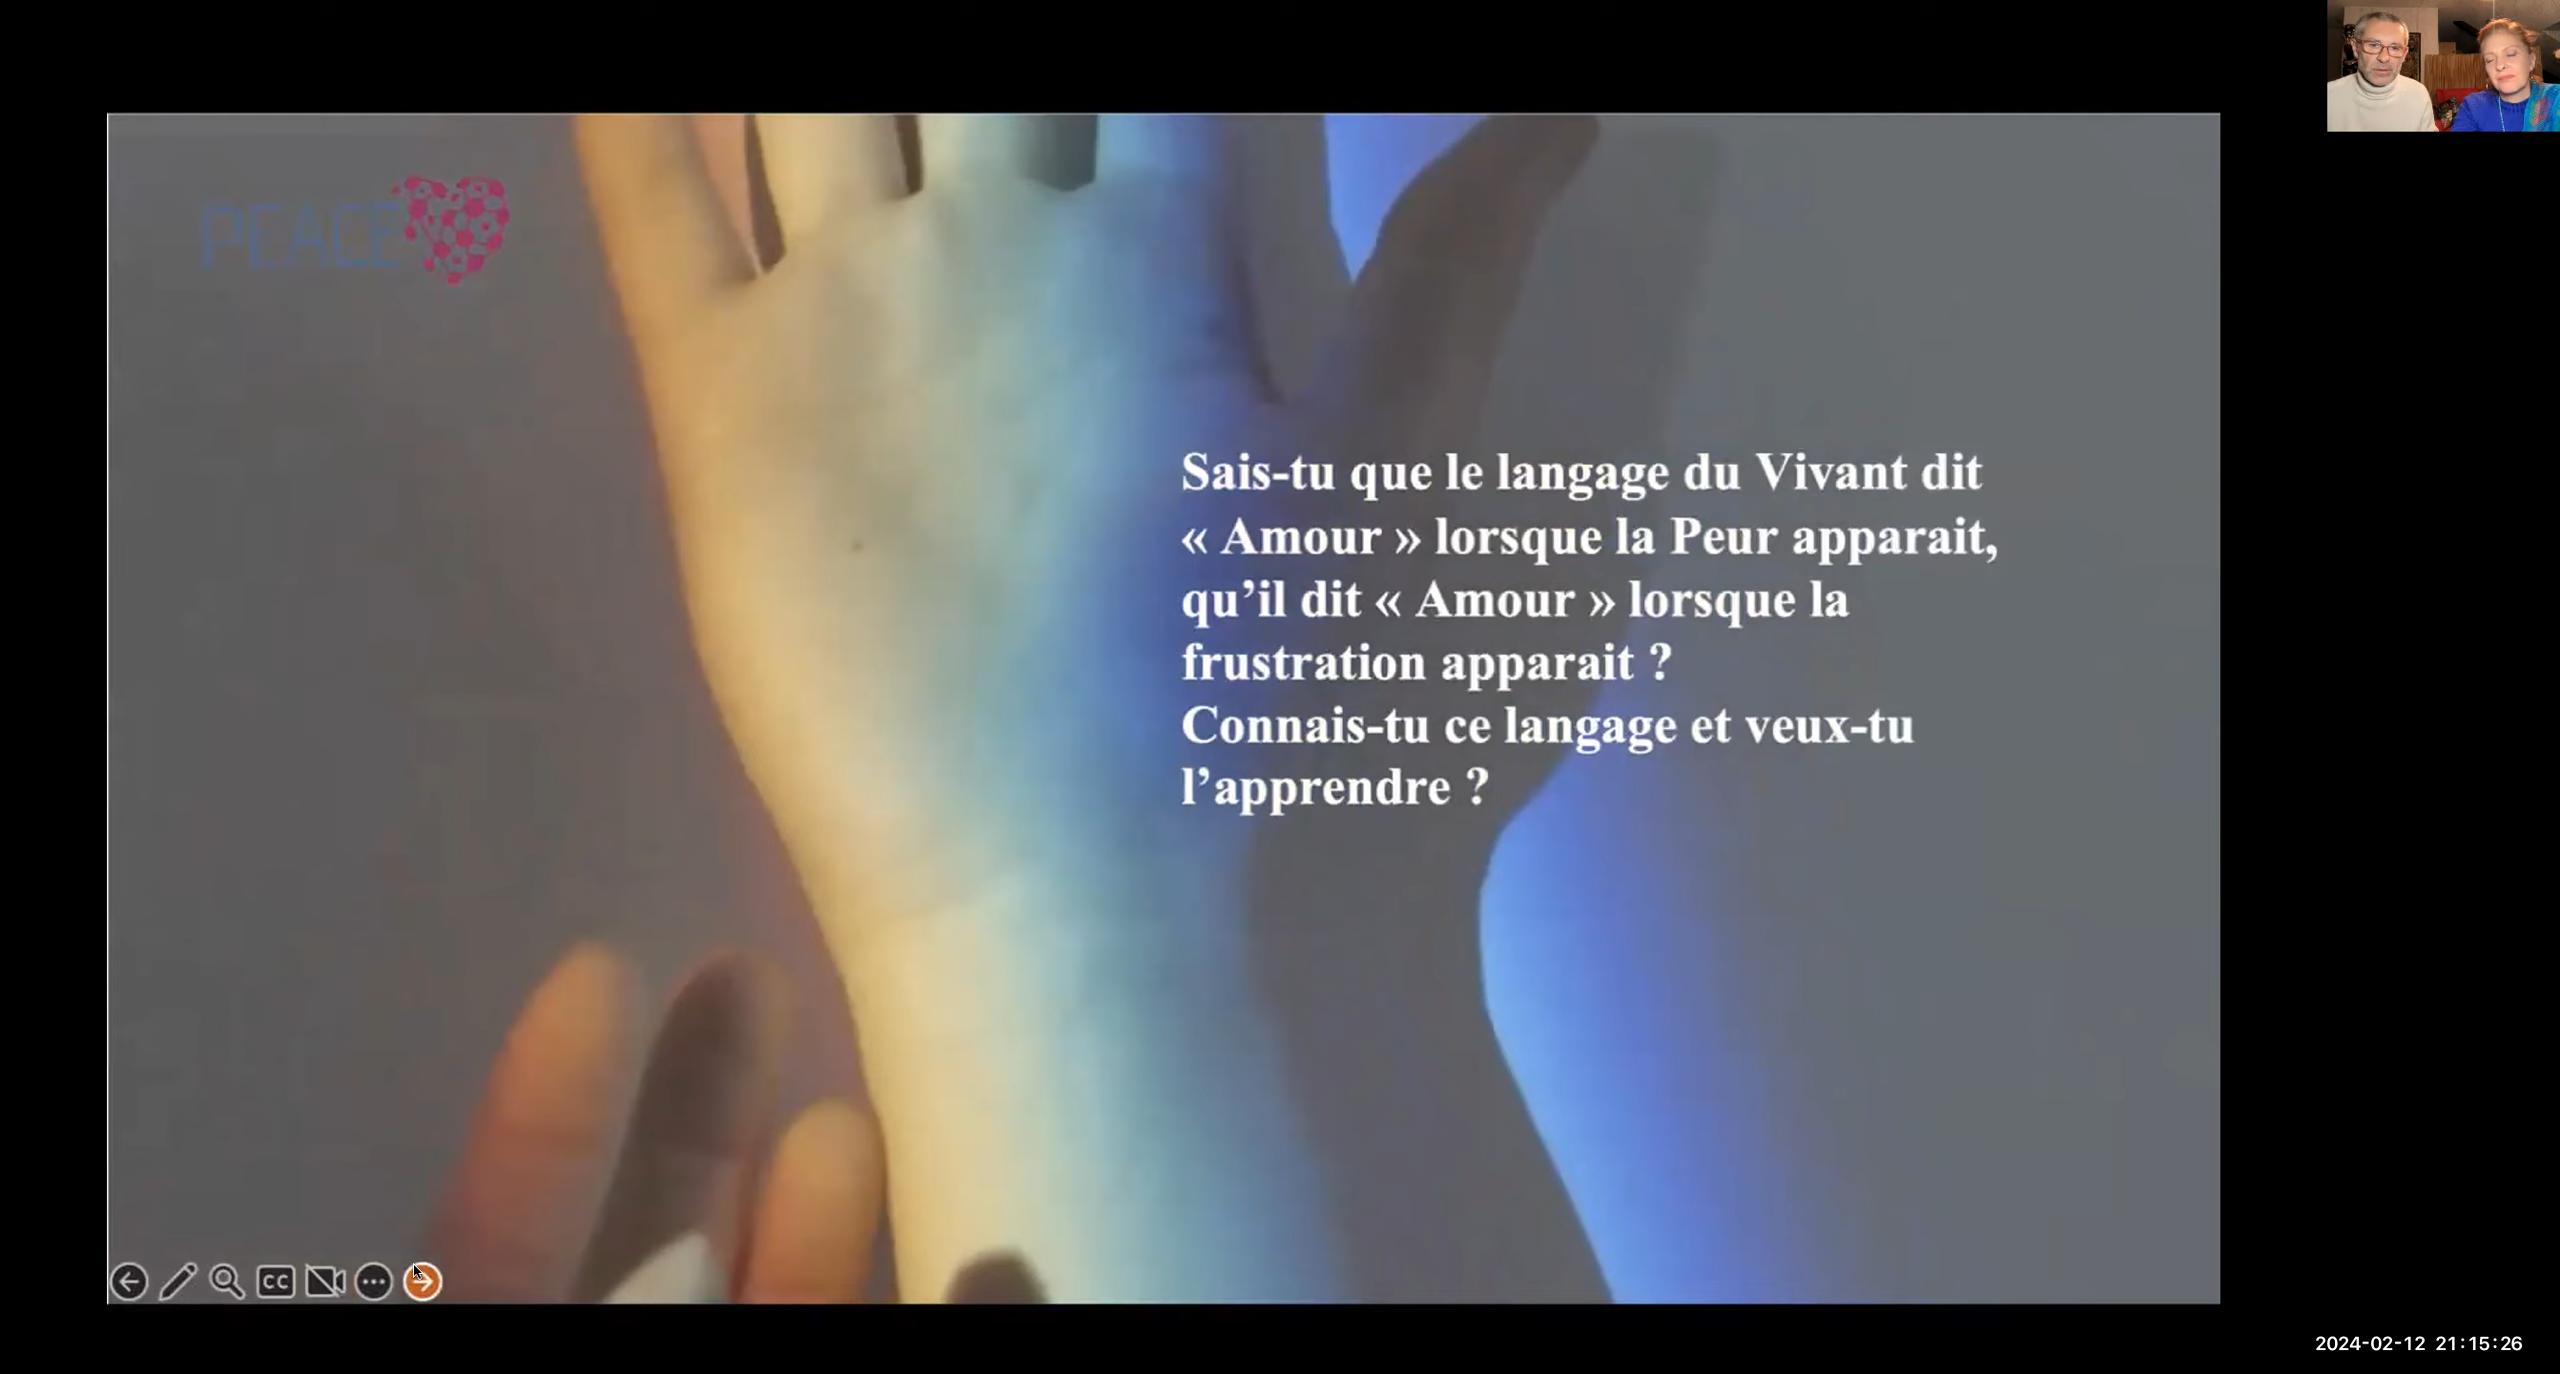 PEACE
Sais-tu que le langage du Vivant dit
« Amour » lorsque la Peur apparait,
qu’il dit « Amour » lorsque la
frustration apparait ?
Connais-tu ce langage et veux-tu
l’apprendre ?
CC
2024-02-12 21:15:26